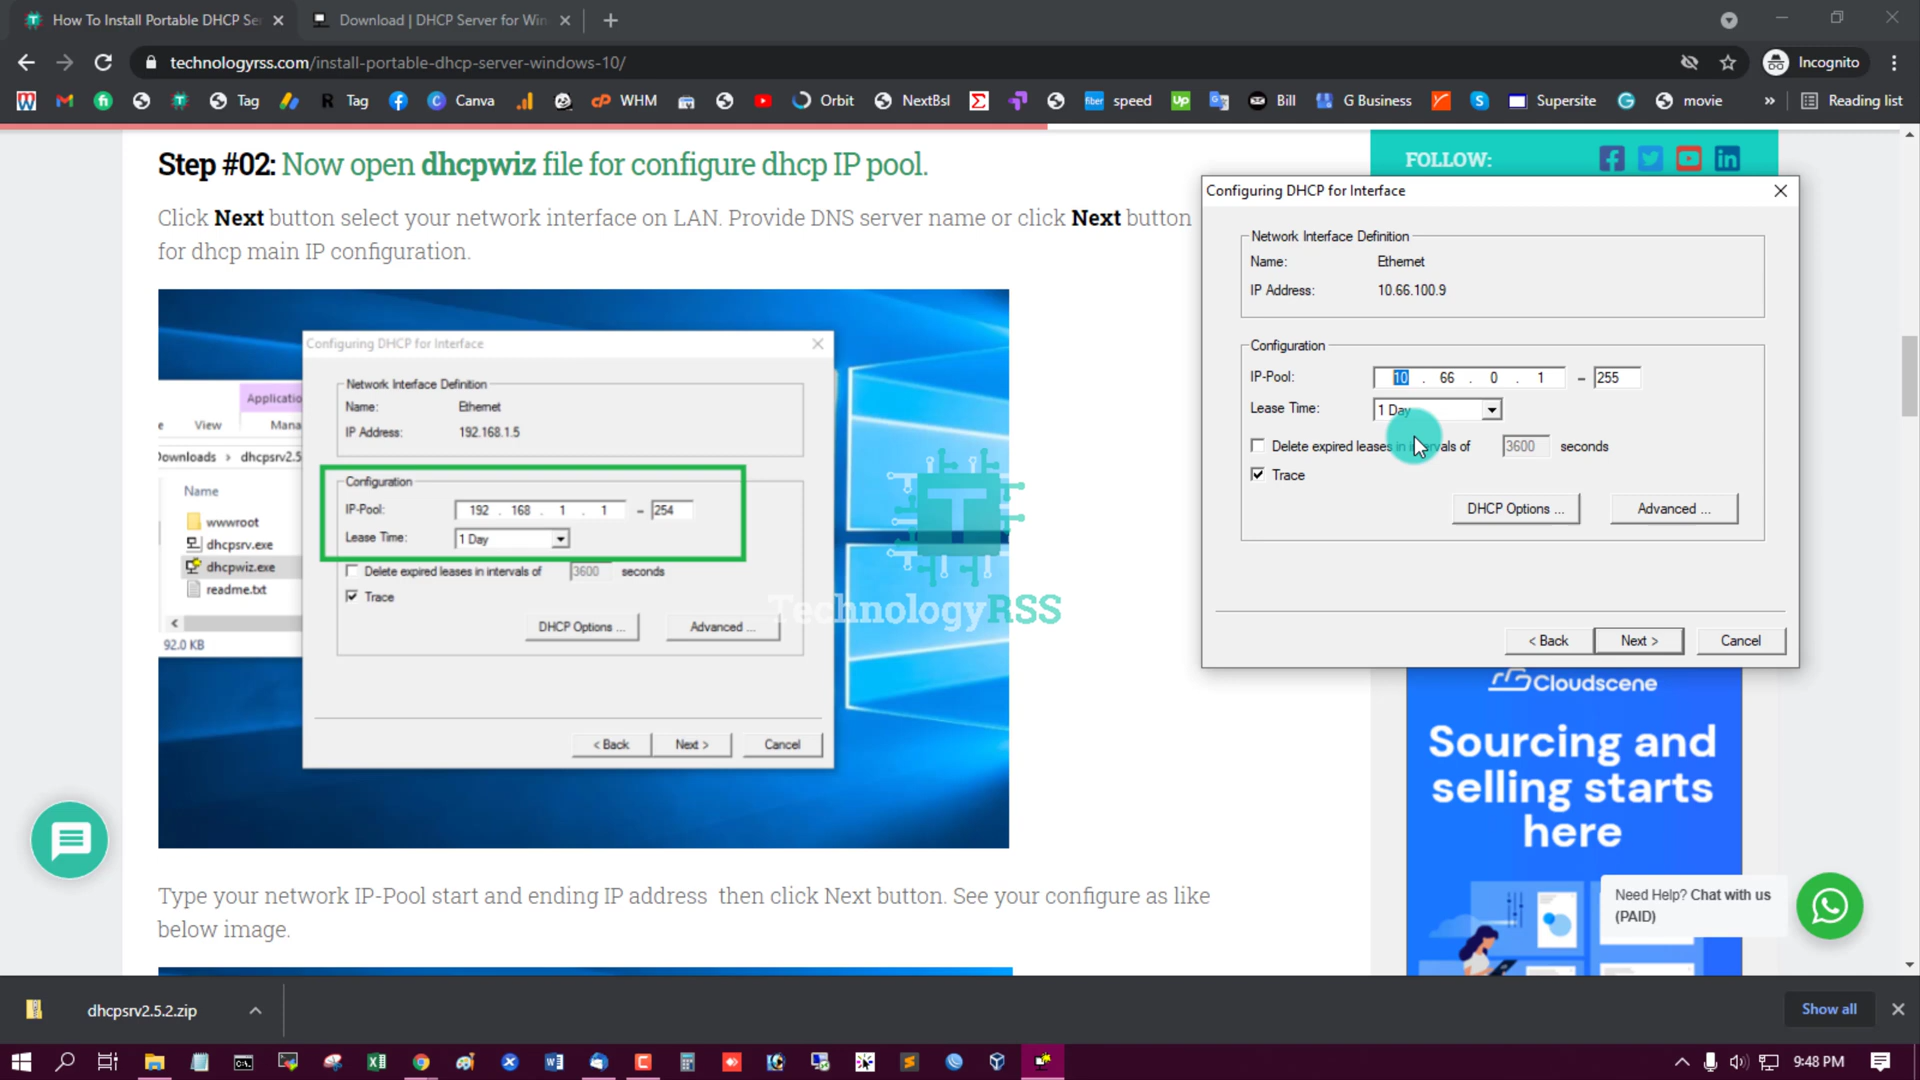 How To Install Portable DHCP Se
Download | DHCP Server for Win
technologyrss.com/install-portable-dhcp-server-windows-10/
Incognito
Tag
Tag
Canva
WHM
Orbit
NextBsl
fiber
speed
Up
Bill
G Business
Supersite
movie
»
Reading list
Step #02: Now open dhcpwiz file for configure dhcp IP pool.
Click Next button select your network interface on LAN. Provide DNS server name or click Next button
for dhcp main IP configuration.
FOLLOW:
Configuring DHCP for Interface
Network Interface Definition
Name: Ethernet
IP Address: 10.66.100.9
Configuration
IP-Pool: 10 . 66 . 0 . 1 – 255
Lease Time: 1 Day
Delete expired leases in intervals of 3600 seconds
Trace
DHCP Options ... Advanced ...
< Back Next > Cancel
Applicatio
View Mana
Downloads > dhcpsrv2.5
Name
wwwroot
dhcpsrv.exe
dhcpwiz.exe
readme.txt
92.0 KB
Configuring DHCP for Interface
Network Interface Definition
Name: Ethernet
IP Address: 192.168.1.5
Configuration
IP-Pool: 192 . 168 . 1 . 1 – 254
Lease Time: 1 Day
Delete expired leases in intervals of 3600 seconds
Trace
DHCP Options ... Advanced ...
< Back Next > Cancel
TechnologyRSS
Type your network IP-Pool start and ending IP address then click Next button. See your configure as like
below image.
Cloudscene
Sourcing and
selling starts
here
Need Help? Chat with us
(PAID)
dhcpsrv2.5.2.zip
Show all
9:48 PM